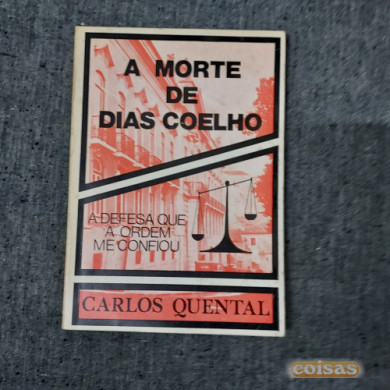 A MORTE
DE
DIAS COELHO
A DEFESA QUE
A ORDEM
ME CONFIOU
CARLOS QUENTAL
coisas